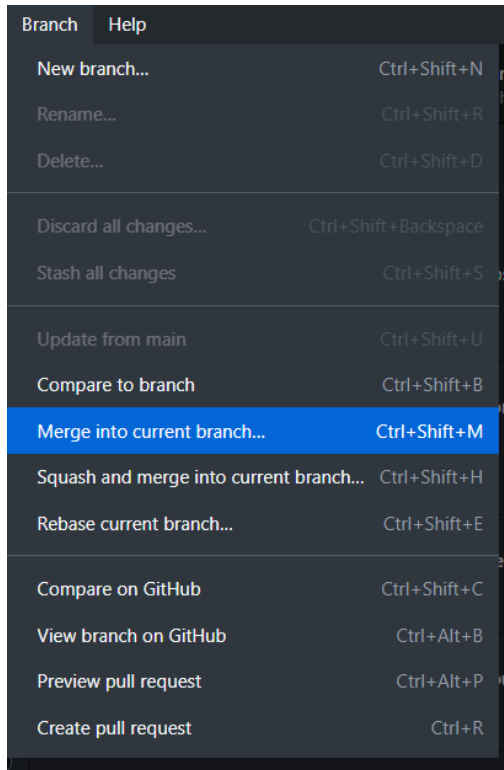 Branch Help
New branch... Ctrl+Shift+N
Rename... Ctrl+Shift+R
Delete... Ctrl+Shift+D
Discard all changes... Ctrl+Shift+Backspace
Stash all changes Ctrl+Shift+S
Update from main Ctrl+Shift+U
Compare to branch Ctrl+Shift+B
Merge into current branch... Ctrl+Shift+M
Squash and merge into current branch... Ctrl+Shift+H
Rebase current branch... Ctrl+Shift+E
Compare on GitHub Ctrl+Shift+C
View branch on GitHub Ctrl+Alt+B
Preview pull request Ctrl+Alt+P
Create pull request Ctrl+R